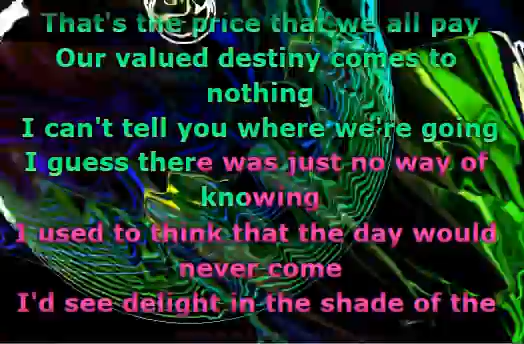 That's the price that we all pay
Our valued destiny comes to
nothing
I can't tell you where we're going
I guess there was just no way of
knowing
I used to think that the day would
never come
I'd see delight in the shade of the